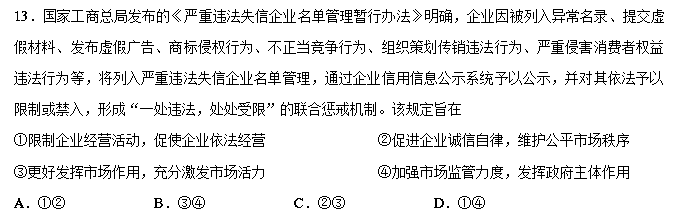 13．国家工商总局发布的《严重违法失信企业名单管理暂行办法》明确，企业因被列入异常名录、提交虚
假材料、发布虚假广告、商标侵权行为、不正当竞争行为、组织策划传销违法行为、严重侵害消费者权益
违法行为等，将列入严重违法失信企业名单管理，通过企业信用信息公示系统予以公示，并对其依法予以
限制或禁入，形成“一处违法，处处受限”的联合惩戒机制。该规定旨在
①限制企业经营活动，促使企业依法经营 ②促进企业诚信自律，维护公平市场秩序
③更好发挥市场作用，充分激发市场活力 ④加强市场监管力度，发挥政府主体作用
A．①② B．③④ C．②③ D．①④